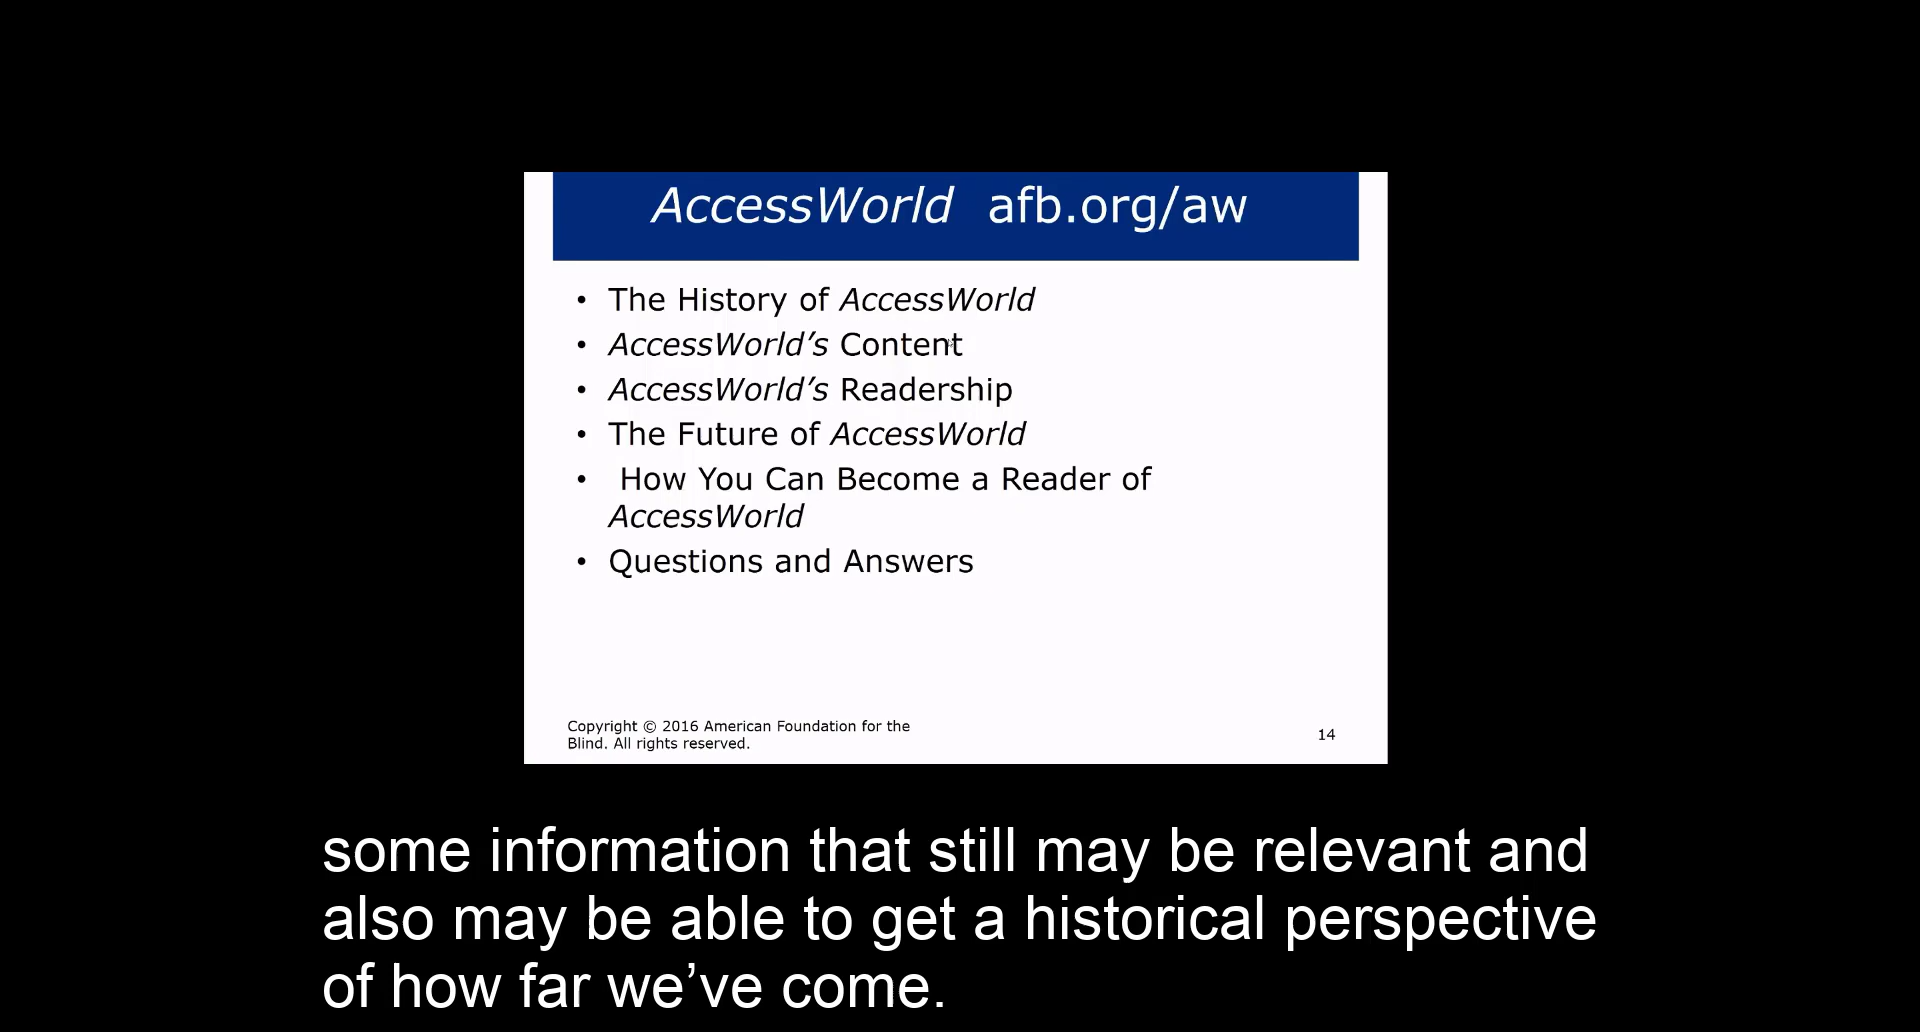 AccessWorld afb.org/aw
• The History of AccessWorld
• AccessWorld’s Content
• AccessWorld’s Readership
• The Future of AccessWorld
• How You Can Become a Reader of
AccessWorld
• Questions and Answers
Copyright © 2016 American Foundation for the
Blind. All rights reserved.
14
some information that still may be relevant and
also may be able to get a historical perspective
of how far we’ve come.